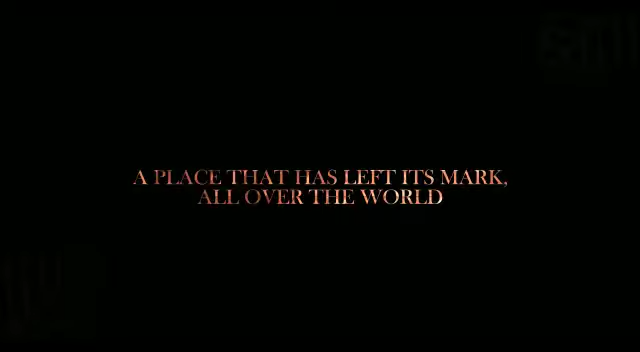 A PLACE THAT HAS LEFT ITS MARK,
ALL OVER THE WORLD